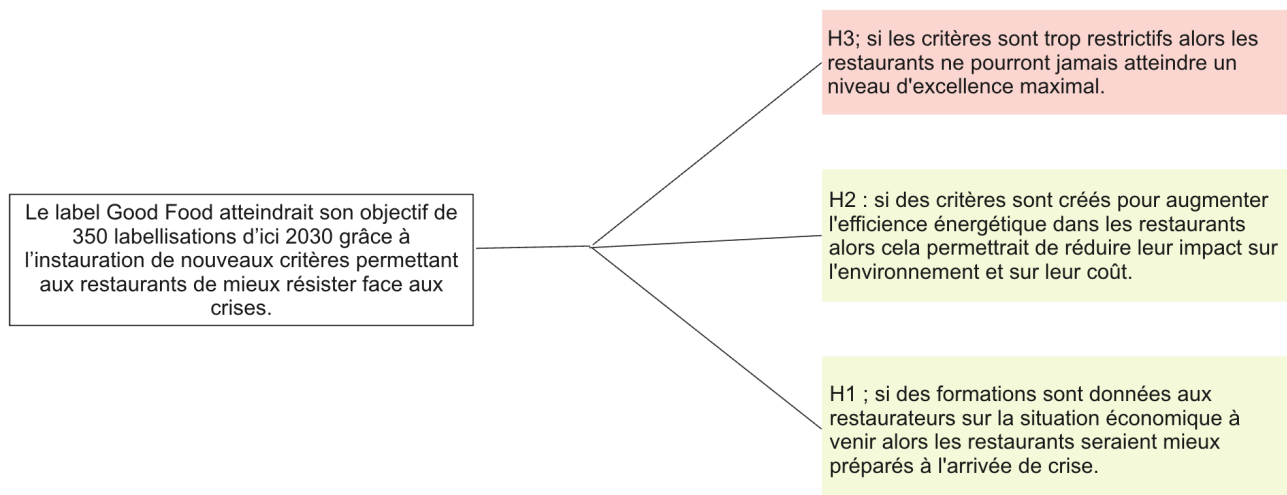 Le label Good Food atteindrait son objectif de
350 labellisations d’ici 2030 grâce à
l’instauration de nouveaux critères permettant
aux restaurants de mieux résister face aux
crises.
H3; si les critères sont trop restrictifs alors les
restaurants ne pourront jamais atteindre un
niveau d'excellence maximal.
H2 : si des critères sont créés pour augmenter
l'efficience énergétique dans les restaurants
alors cela permettrait de réduire leur impact sur
l'environnement et sur leur coût.
H1 ; si des formations sont données aux
restaurateurs sur la situation économique à
venir alors les restaurants seraient mieux
préparés à l'arrivée de crise.